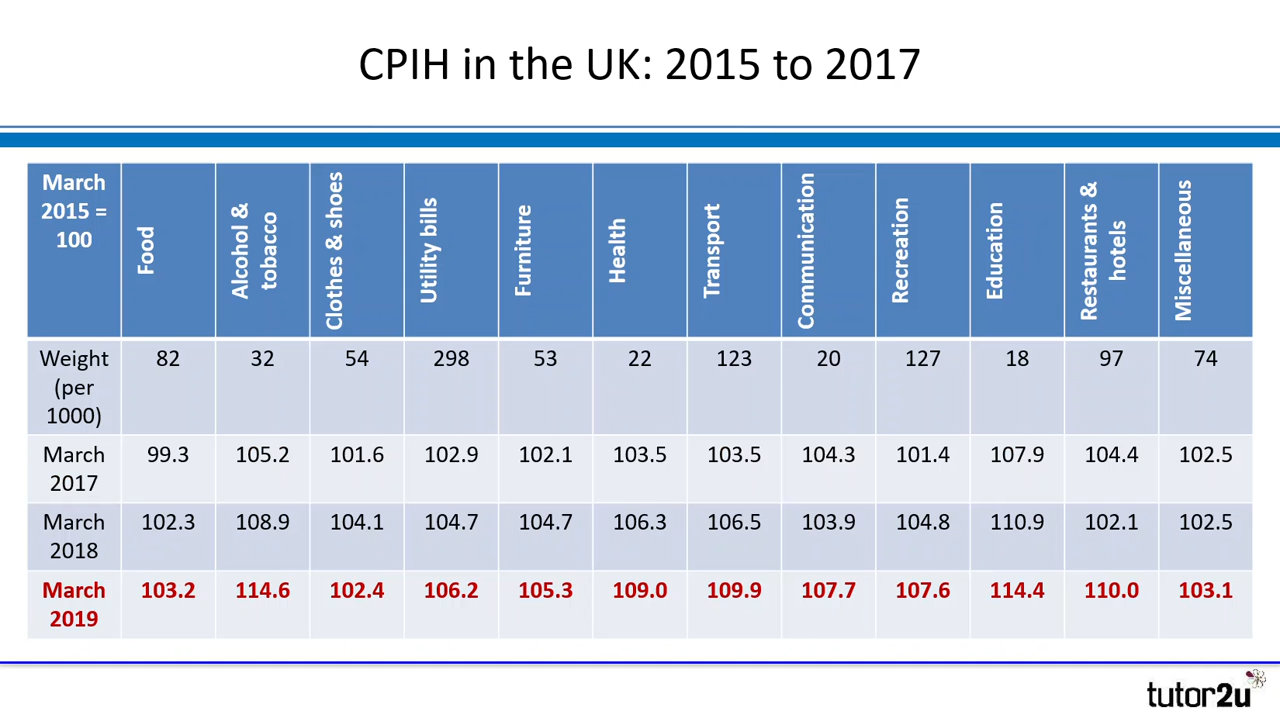 CPIH in the UK: 2015 to 2017
March 2015 = 100 Food Alcohol & tobacco Clothes & shoes Utility bills Furniture Health Transport Communication Recreation Education Restaurants & hotels Miscellaneous
Weight (per 1000) 82 32 54 298 53 22 123 20 127 18 97 74
March 2017 99.3 105.2 101.6 102.9 102.1 103.5 103.5 104.3 101.4 107.9 104.4 102.5
March 2018 102.3 108.9 104.1 104.7 104.7 106.3 106.5 103.9 104.8 110.9 102.1 102.5
March 2019 103.2 114.6 102.4 106.2 105.3 109.0 109.9 107.7 107.6 114.4 110.0 103.1
tutor2u